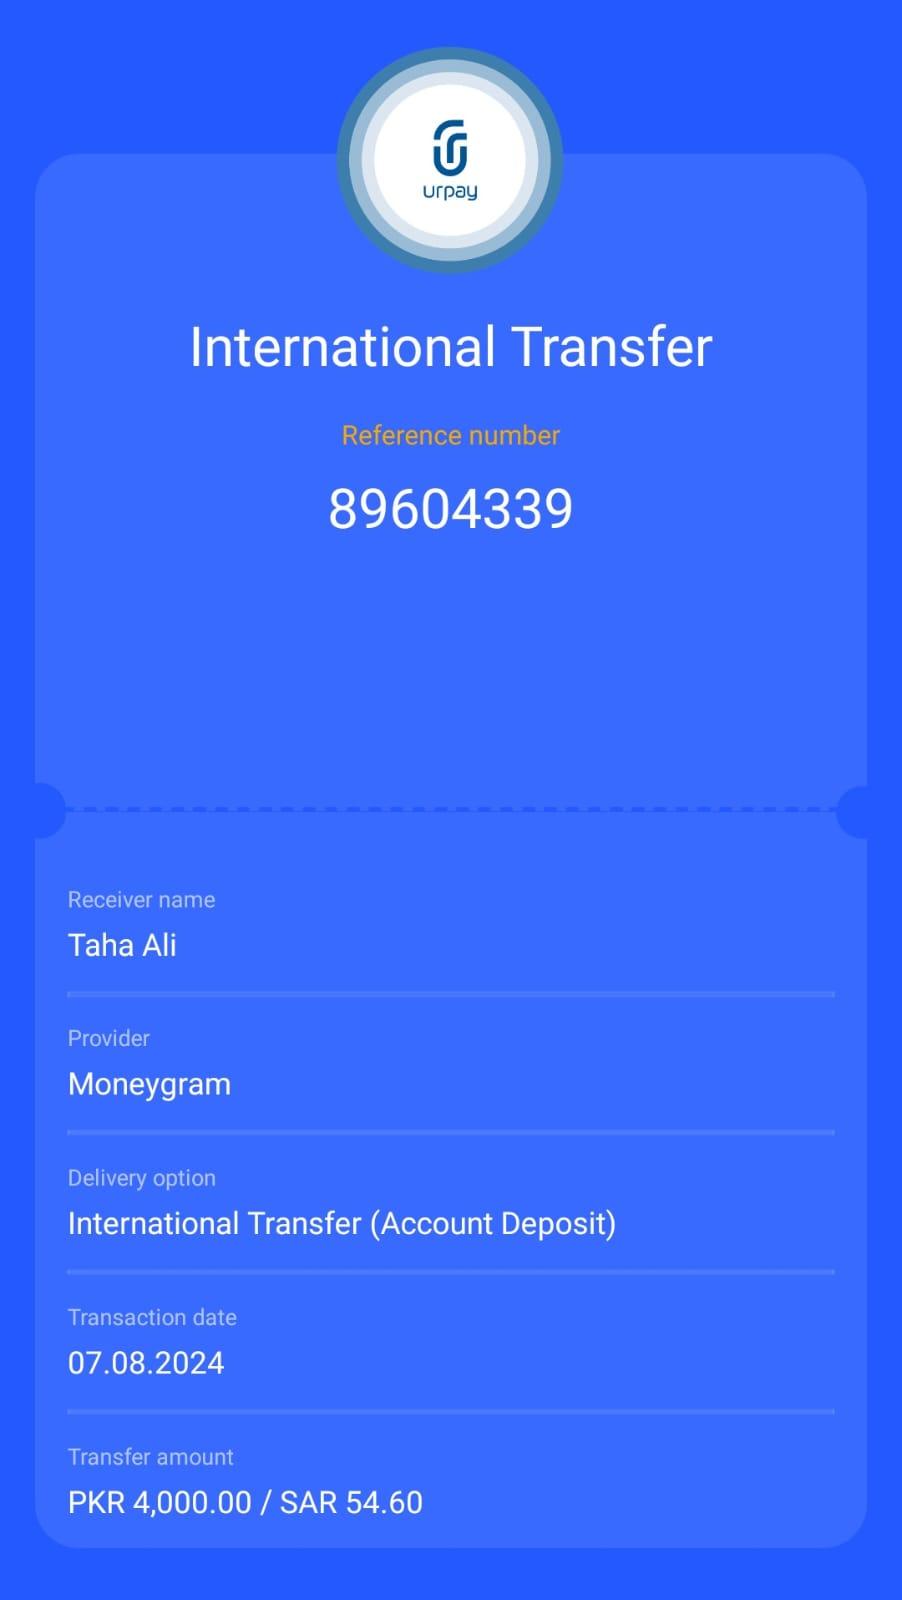 urpay
International Transfer
Reference number
89604339
Receiver name
Taha Ali
Provider
Moneygram
Delivery option
International Transfer (Account Deposit)
Transaction date
07.08.2024
Transfer amount
PKR 4,000.00 / SAR 54.60